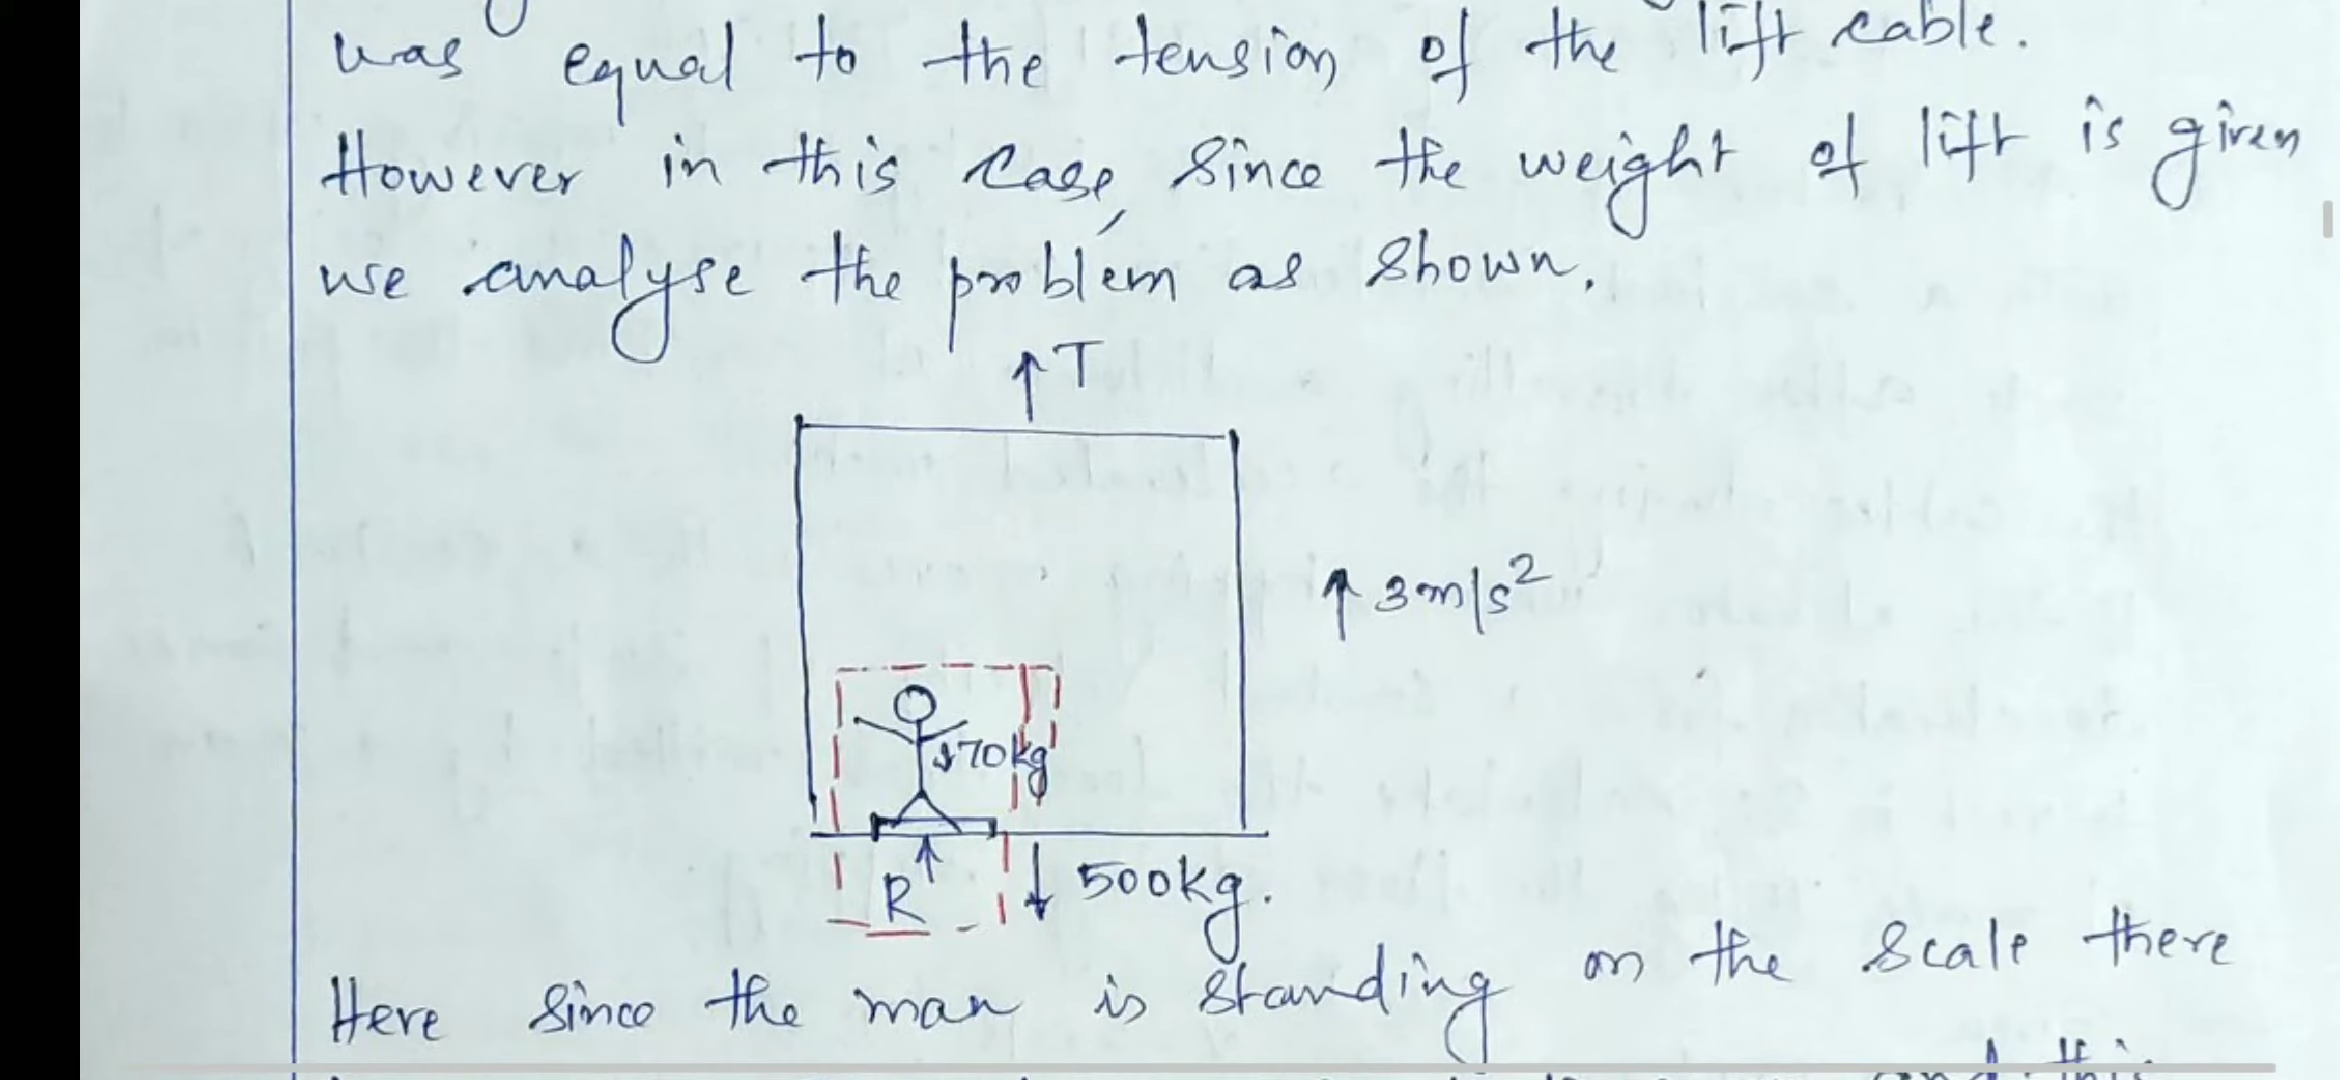 was equal to the tension of the lift cable.
However in this case, since the weight of lift is given
we analyse the problem as shown.
↑T
↑ 3m/s²
↓70kg
R
↓ 500kg.
Here since the man is standing on the scale there